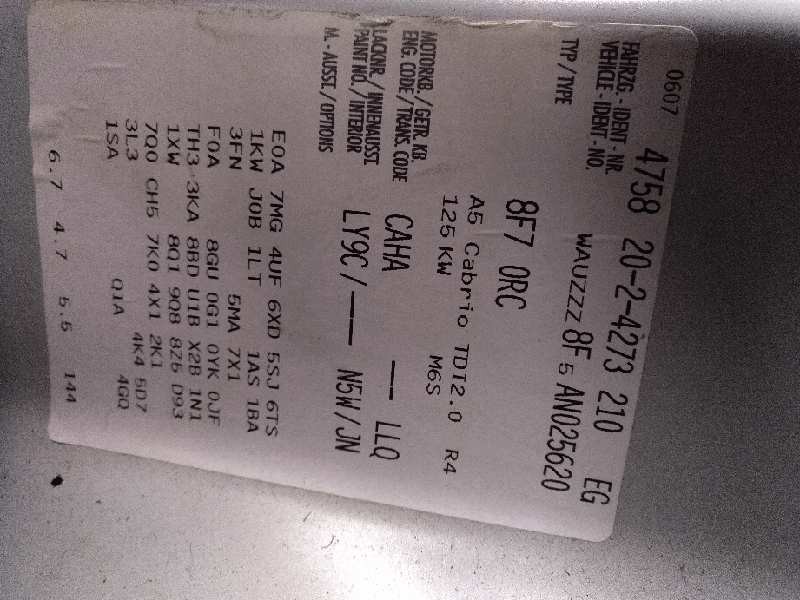 0607
4758 20-2-4273 210 EG
FAHRZG. - IDENT - NR.
VEHICLE - IDENT - NO. WAUZZZ 8F 5 AN025620
TYP / TYPE 8F7 0RC
A5 Cabrio TDI2.0 R4
125 KW M6S
MOTORKB. / GETR. KB.
ENG. CODE / TRANS. CODE CAHA -- LLQ
LACKNR. / INNENAUSST.
PAINT NO. / INTERIOR LY9C/-- N5W/JN
M. - AUSST. / OPTIONS
E0A 7MG 4UF 6XD 5SJ 6TS
1KW J0B 1LT 1AS 1BA
3FN 5MA 7X1
F0A 8GU 0G1 0YK 0JF
TH3 3KA 8BD U1B X2B 1N1
1XW 8Q1 9Q8 8Z6 D93
7Q0 CH5 7K0 4X1 2K1
3L3 4K4 5D7
1SA Q1A 4GQ
6.7 4.7 5.5 144